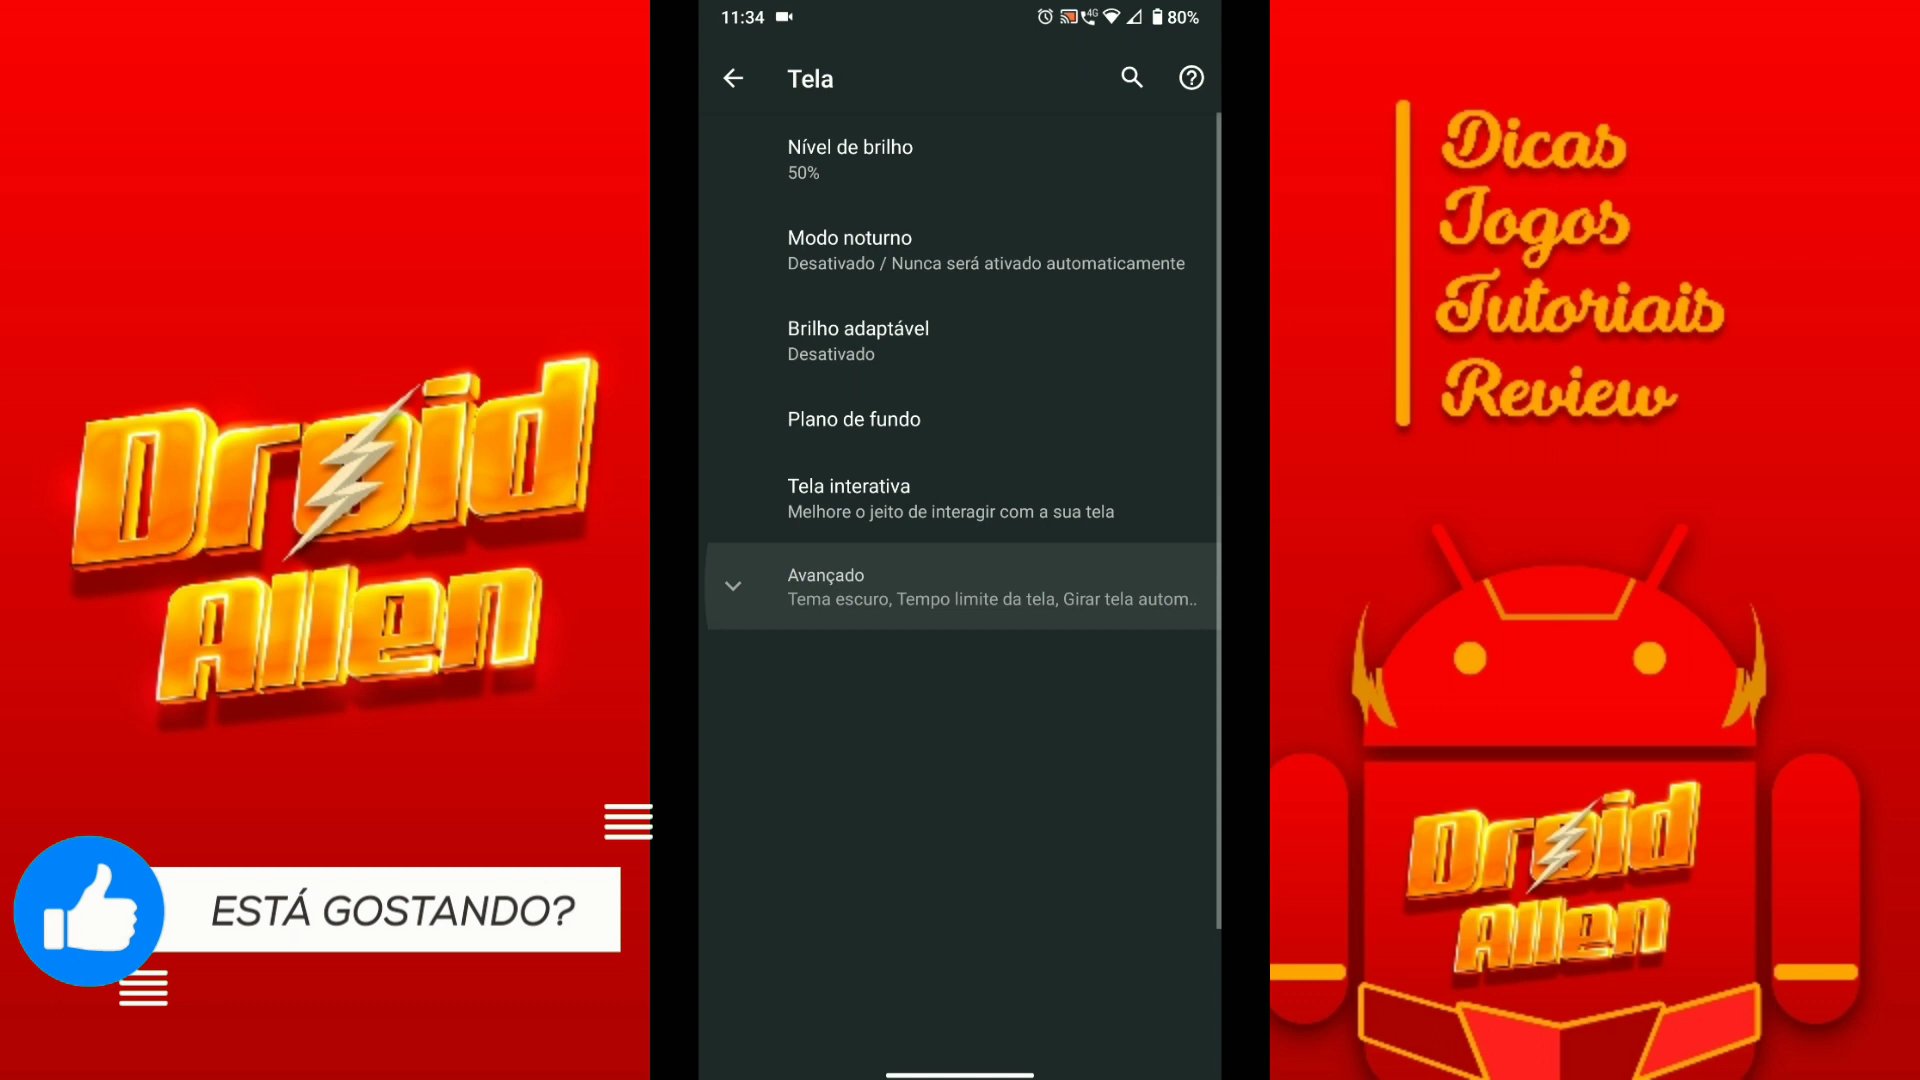 Droid
Allen
ESTÁ GOSTANDO?
11:34
4G
80%
Tela
Nível de brilho
50%
Modo noturno
Desativado / Nunca será ativado automaticamente
Brilho adaptável
Desativado
Plano de fundo
Tela interativa
Melhore o jeito de interagir com a sua tela
Avançado
Tema escuro, Tempo limite da tela, Girar tela autom..
Dicas
Jogos
Tutoriais
Review
Droid
Allen